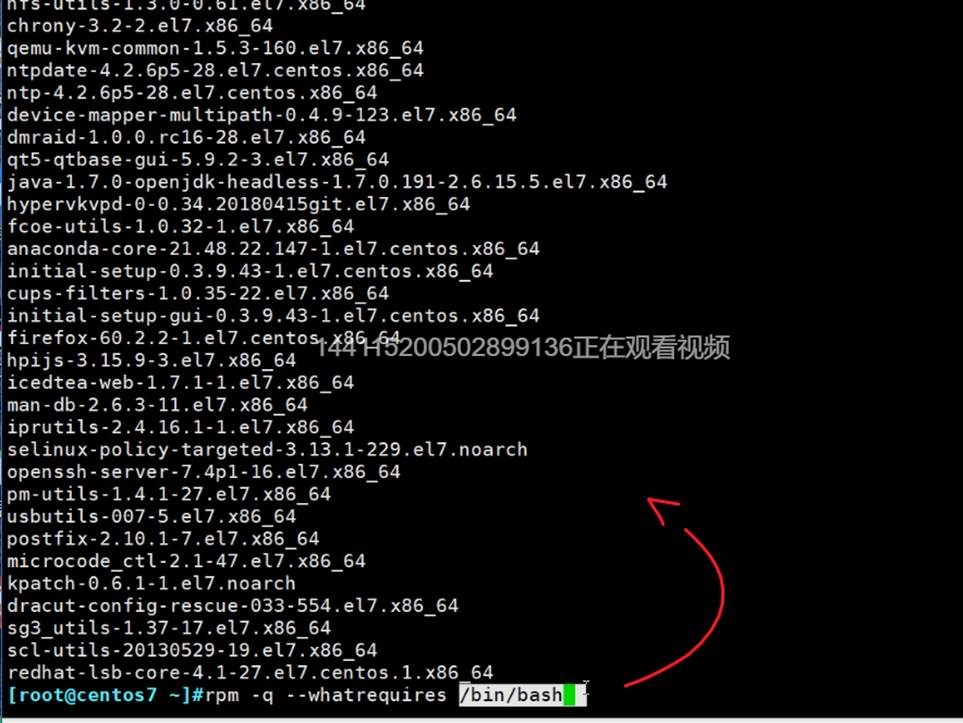 nfs-utils-1.3.0-0.61.el7.x86_64
chrony-3.2-2.el7.x86_64
qemu-kvm-common-1.5.3-160.el7.x86_64
ntpdate-4.2.6p5-28.el7.centos.x86_64
ntp-4.2.6p5-28.el7.centos.x86_64
device-mapper-multipath-0.4.9-123.el7.x86_64
dmraid-1.0.0.rc16-28.el7.x86_64
qt5-qtbase-gui-5.9.2-3.el7.x86_64
java-1.7.0-openjdk-headless-1.7.0.191-2.6.15.5.el7.x86_64
hypervkvpd-0-0.34.20180415git.el7.x86_64
fcoe-utils-1.0.32-1.el7.x86_64
anaconda-core-21.48.22.147-1.el7.centos.x86_64
initial-setup-0.3.9.43-1.el7.centos.x86_64
cups-filters-1.0.35-22.el7.x86_64
initial-setup-gui-0.3.9.43-1.el7.centos.x86_64
firefox-60.2.2-1.el7.centos.x86_64
144 H5200502899136正在观看视频
hpijs-3.15.9-3.el7.x86_64
icedtea-web-1.7.1-1.el7.x86_64
man-db-2.6.3-11.el7.x86_64
iprutils-2.4.16.1-1.el7.x86_64
selinux-policy-targeted-3.13.1-229.el7.noarch
openssh-server-7.4p1-16.el7.x86_64
pm-utils-1.4.1-27.el7.x86_64
usbutils-007-5.el7.x86_64
postfix-2.10.1-7.el7.x86_64
microcode_ctl-2.1-47.el7.x86_64
kpatch-0.6.1-1.el7.noarch
dracut-config-rescue-033-554.el7.x86_64
sg3_utils-1.37-17.el7.x86_64
scl-utils-20130529-19.el7.x86_64
redhat-lsb-core-4.1-27.el7.centos.1.x86_64
[root@centos7 ~]#rpm -q --whatrequires /bin/bash